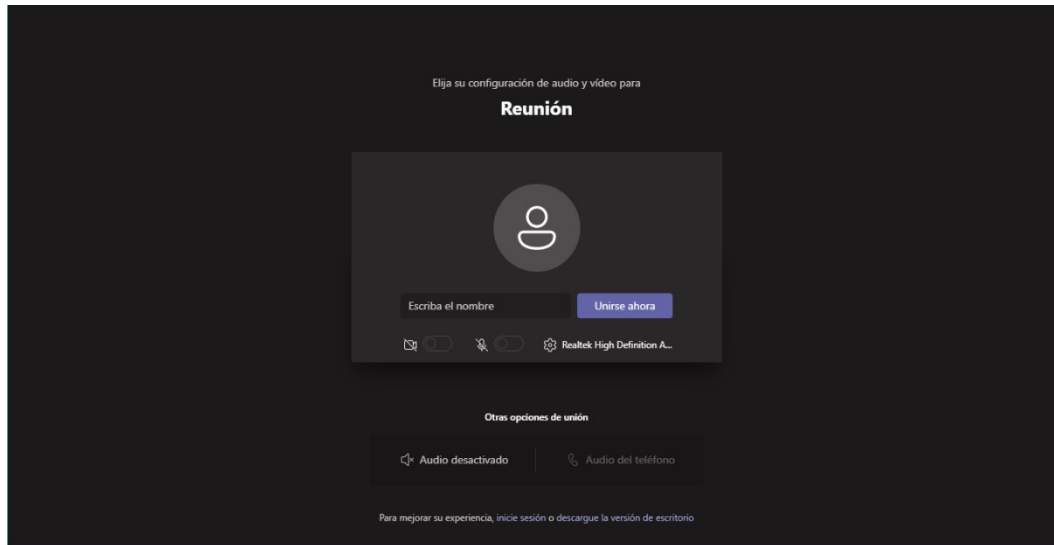 Elija su configuración de audio y vídeo para
Reunión
Escriba el nombre
Unirse ahora
Realtek High Definition A...
Otras opciones de unión
Audio desactivado
Audio del teléfono
Para mejorar su experiencia, inicie sesión o descargue la versión de escritorio